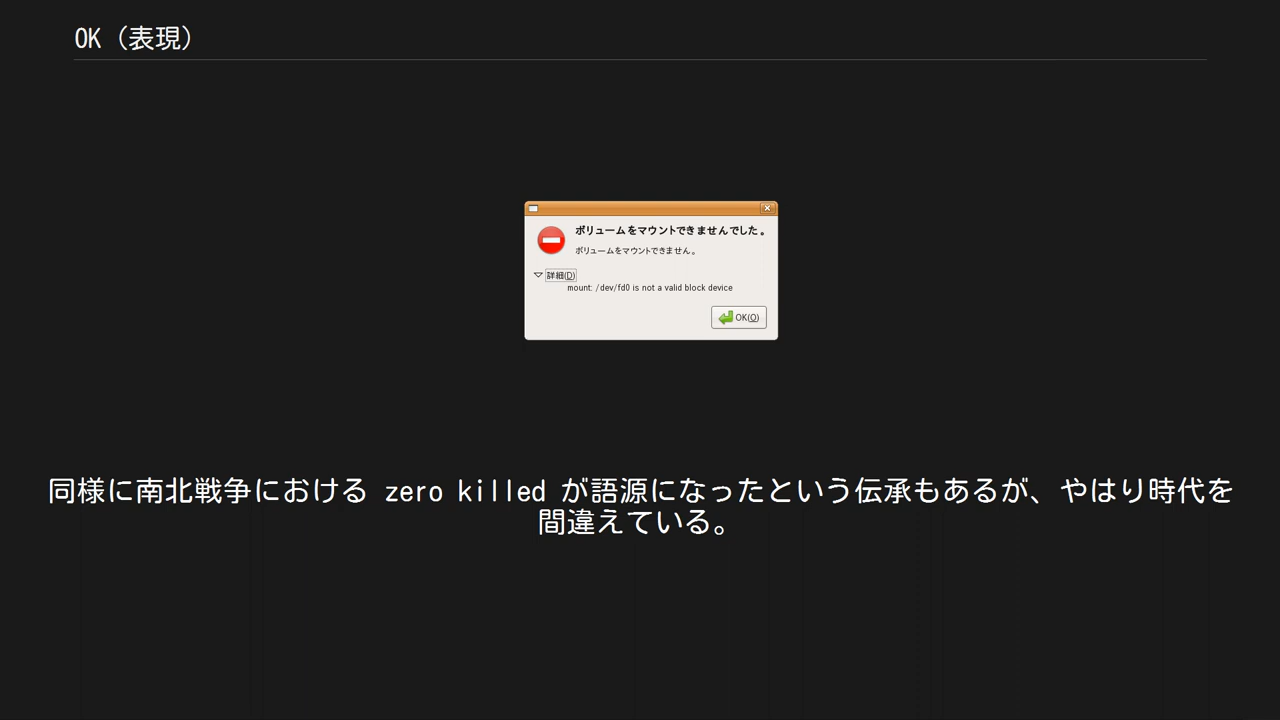 OK（表現）
ボリュームをマウントできませんでした。
ボリュームをマウントできません。
詳細(D)
mount: /dev/fd0 is not a valid block device
OK(O)
同様に南北戦争における zero killed が語源になったという伝承もあるが、やはり時代を
間違えている。